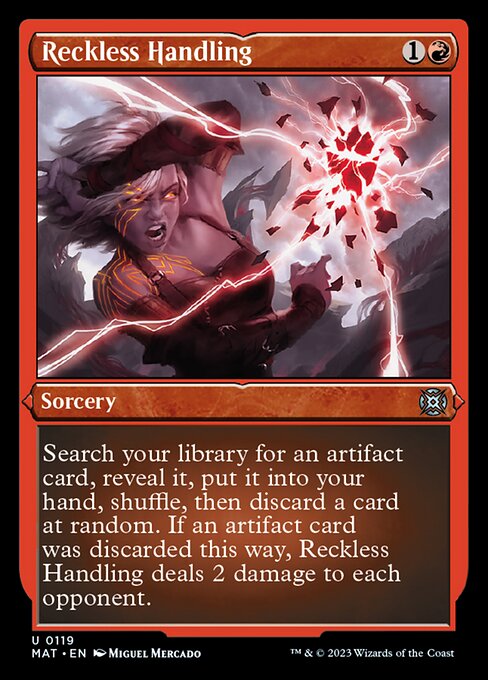 Reckless Handling 1
Sorcery
Search your library for an artifact
card, reveal it, put it into your
hand, shuffle, then discard a card
at random. If an artifact card
was discarded this way, Reckless
Handling deals 2 damage to each
opponent.
U 0119
MAT • EN Miguel Mercado
™ & © 2023 Wizards of the Coast